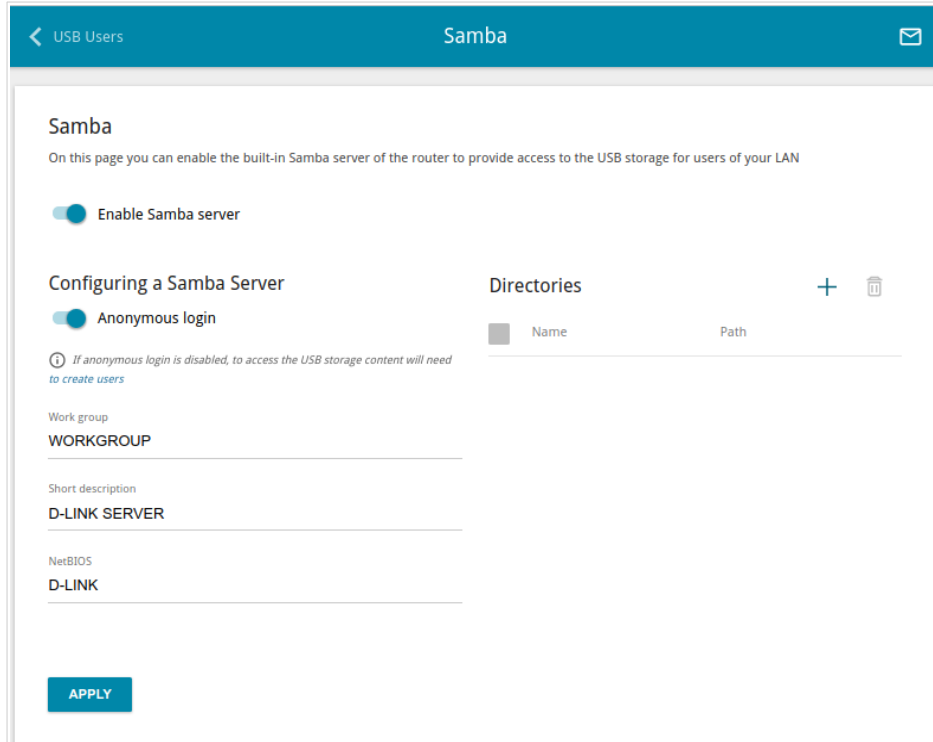 USB Users
Samba
Samba
On this page you can enable the built-in Samba server of the router to provide access to the USB storage for users of your LAN
Enable Samba server
Configuring a Samba Server
Anonymous login
If anonymous login is disabled, to access the USB storage content will need
to create users
Work group
WORKGROUP
Short description
D-LINK SERVER
NetBIOS
D-LINK
APPLY
Directories
Name Path